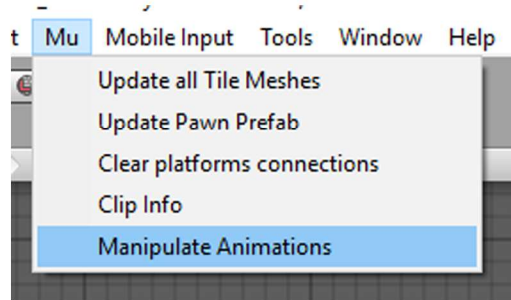 t Mu Mobile Input Tools Window Help
Update all Tile Meshes
Update Pawn Prefab
Clear platforms connections
Clip Info
Manipulate Animations